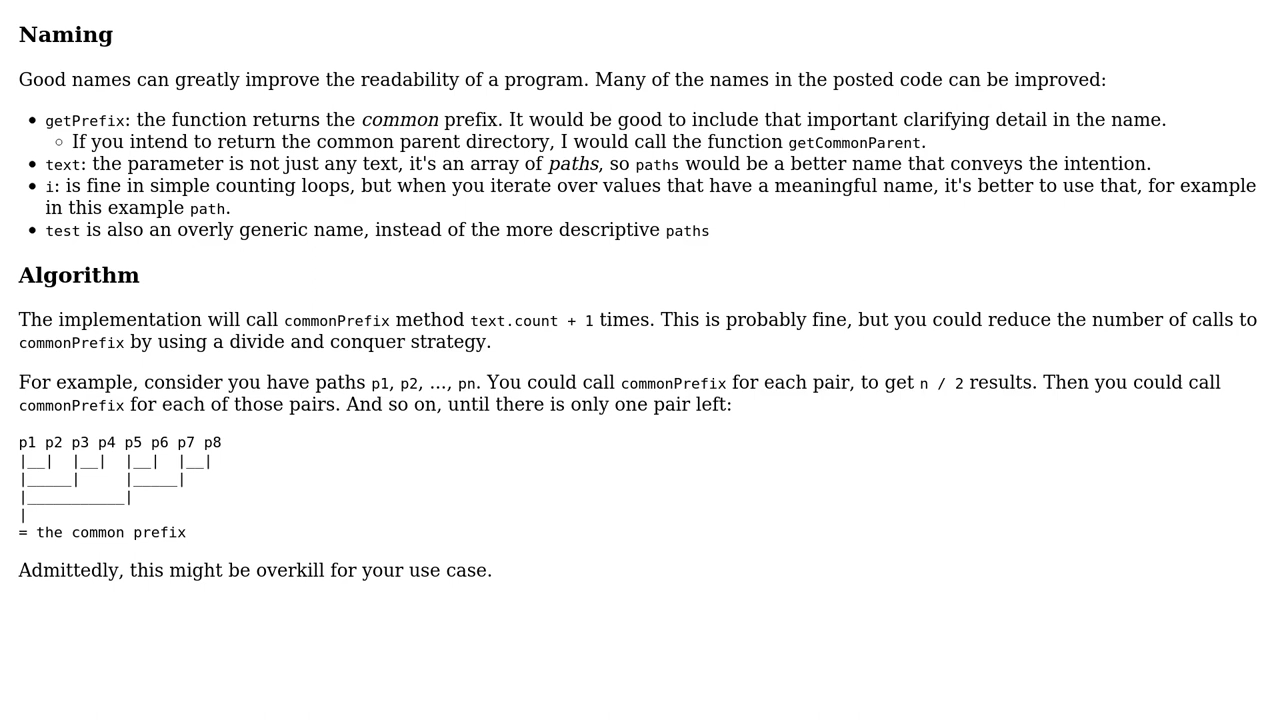 Naming
Good names can greatly improve the readability of a program. Many of the names in the posted code can be improved:
• getPrefix: the function returns the common prefix. It would be good to include that important clarifying detail in the name.
◦ If you intend to return the common parent directory, I would call the function getCommonParent.
• text: the parameter is not just any text, it's an array of paths, so paths would be a better name that conveys the intention.
• i: is fine in simple counting loops, but when you iterate over values that have a meaningful name, it's better to use that, for example
in this example path.
• test is also an overly generic name, instead of the more descriptive paths
Algorithm
The implementation will call commonPrefix method text.count + 1 times. This is probably fine, but you could reduce the number of calls to
commonPrefix by using a divide and conquer strategy.
For example, consider you have paths p1, p2, ..., pn. You could call commonPrefix for each pair, to get n / 2 results. Then you could call
commonPrefix for each of those pairs. And so on, until there is only one pair left:
p1 p2 p3 p4 p5 p6 p7 p8
|__|  |__|  |__|  |__|
|_____|     |_____|
|___________|
|
= the common prefix
Admittedly, this might be overkill for your use case.